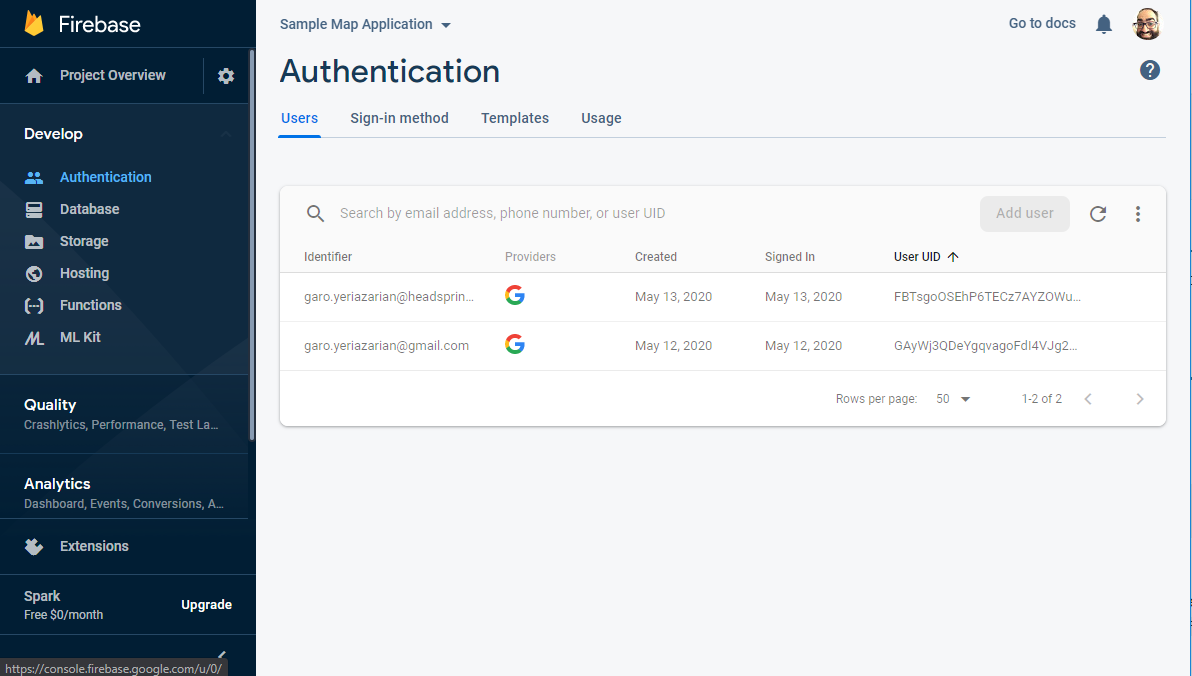 Firebase
Project Overview
Develop
Authentication
Database
Storage
Hosting
Functions
ML Kit
Quality
Crashlytics, Performance, Test La...
Analytics
Dashboard, Events, Conversions, A...
Extensions
Spark
Free $0/month
Upgrade
https://console.firebase.google.com/u/0/
Sample Map Application
Go to docs
Authentication
Users Sign-in method Templates Usage
Search by email address, phone number, or user UID
Add user
Identifier Providers Created Signed In User UID
garo.yeriazarian@headsprin... May 13, 2020 May 13, 2020 FBTsgoOSEhP6TECz7AYZOWu...
garo.yeriazarian@gmail.com May 12, 2020 May 12, 2020 GAyWj3QDeYgqvagoFdI4VJg2...
Rows per page: 50 1-2 of 2